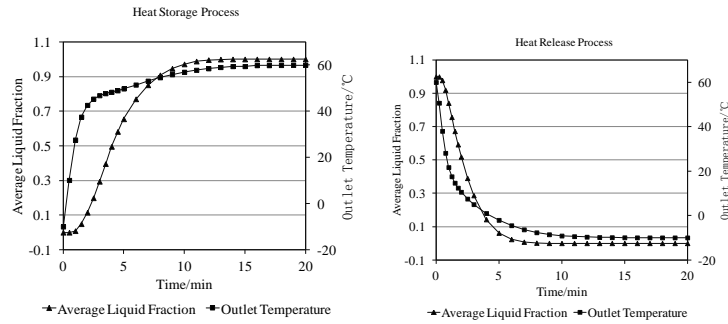 Heat Storage Process
1.1
0.9
0.7
0.5
0.3
0.1
-0.1
Average Liquid Fraction
60
40
20
0
-20
Outlet Temperature/℃
0 5 10 15 20
Time/min
Average Liquid Fraction Outlet Temperature
Heat Release Process
1.1
0.9
0.7
0.5
0.3
0.1
-0.1
Average Liquid Fraction
60
40
20
0
-20
Outlet Temperature/℃
0 5 10 15 20
Time/min
Average Liquid Fraction Outlet Temperature